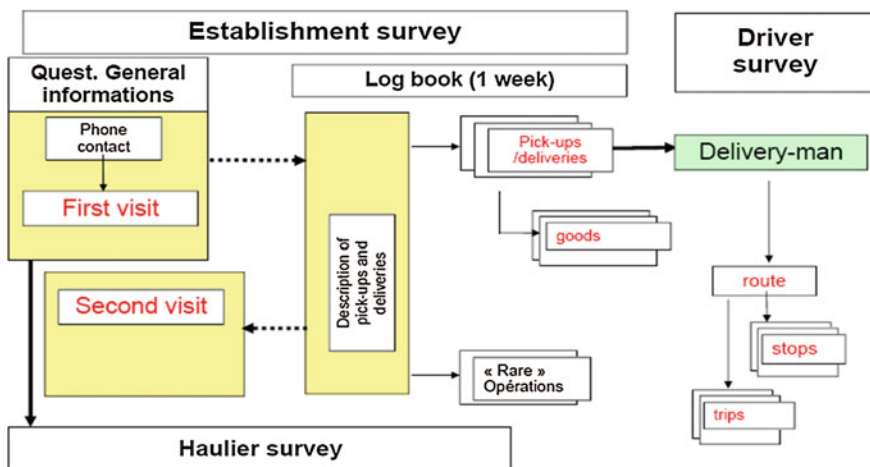 Establishment survey
Driver
survey
Quest. General
informations
Log book (1 week)
Phone
contact
First visit
Pick-ups
/deliveries
Delivery-man
goods
Description of
pick-ups and
deliveries
Second visit
route
stops
« Rare »
Opérations
trips
Haulier survey